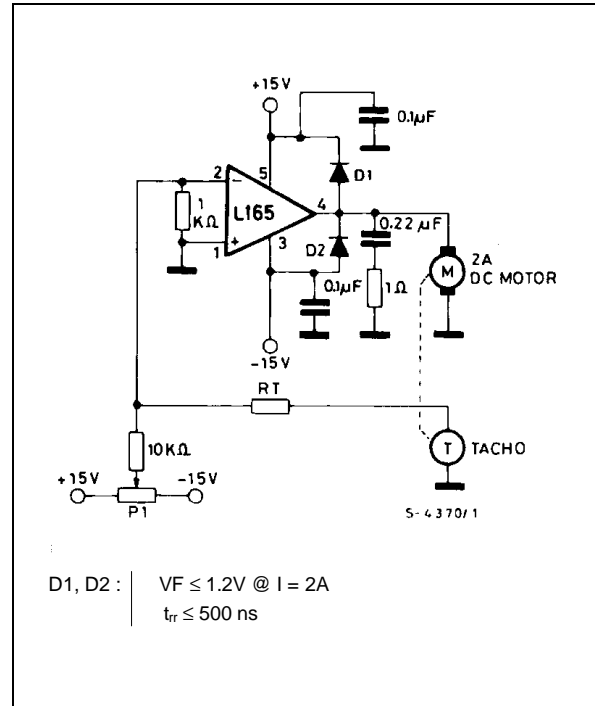 +15V
0.1µF
D1
2
5
1
KΩ
L165
4
-
+
1
3
D2
0.22 µF
1Ω
0.1µF
M
2A
DC MOTOR
-15V
RT
10KΩ
T
TACHO
+15V
-15V
P1
S-4370/1
D1, D2 :
VF ≤ 1.2V @ I = 2A
trr ≤ 500 ns